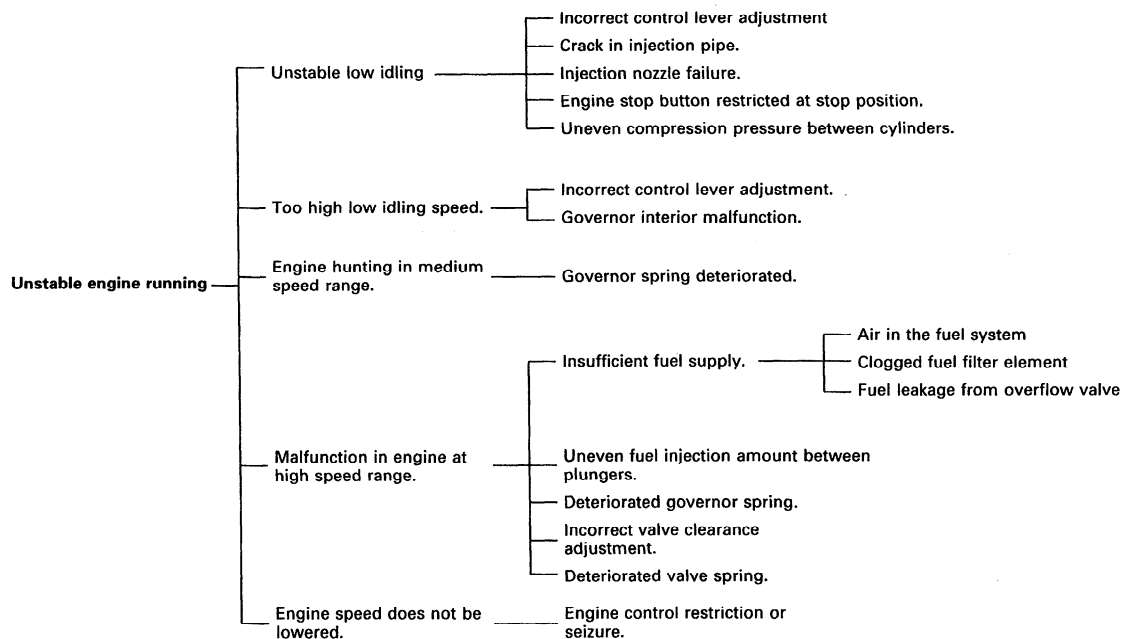 Incorrect control lever adjustment
Crack in injection pipe.
Unstable low idling
Injection nozzle failure.
Engine stop button restricted at stop position.
Uneven compression pressure between cylinders.
Incorrect control lever adjustment.
Too high low idling speed.
Governor interior malfunction.
Engine hunting in medium
speed range.
Governor spring deteriorated.
Unstable engine running
Air in the fuel system
Insufficient fuel supply.
Clogged fuel filter element
Fuel leakage from overflow valve
Malfunction in engine at
high speed range.
Uneven fuel injection amount between
plungers.
Deteriorated governor spring.
Incorrect valve clearance
adjustment.
Deteriorated valve spring.
Engine speed does not be
lowered.
Engine control restriction or
seizure.